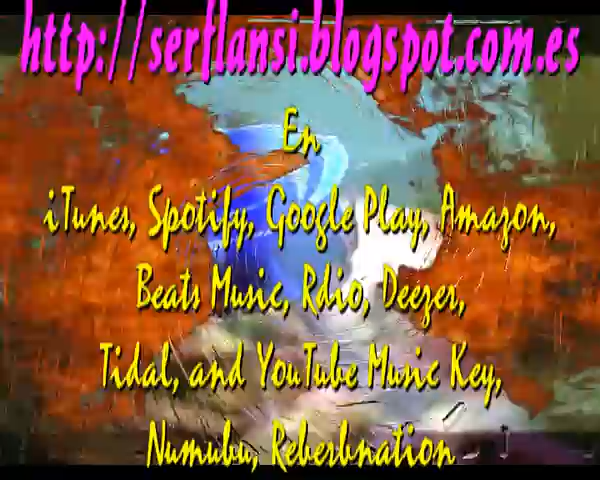 http://serflansi.blogspot.com.es
En
iTunes, Spotify, Google Play, Amazon,
Beats Music, Rdio, Deezer,
Tidal, and YouTube Music Key,
Numubu, Reberbnation